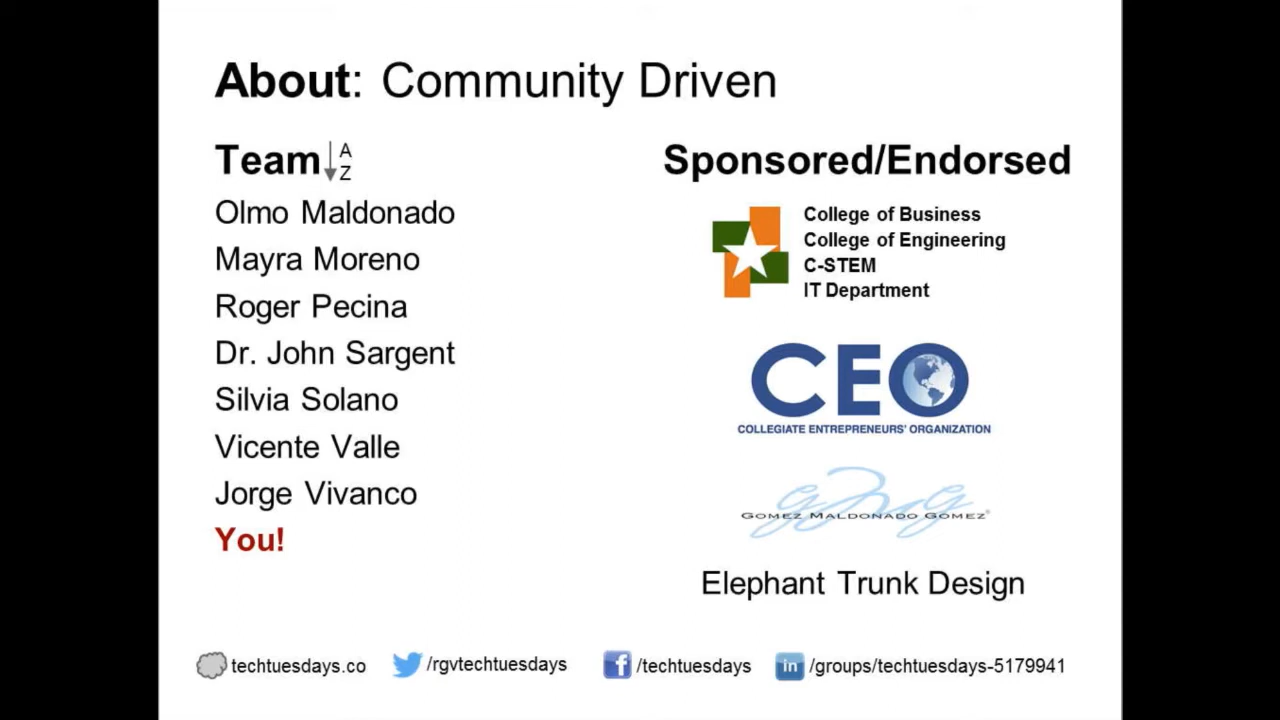 About: Community Driven
Team A Z
Olmo Maldonado
Mayra Moreno
Roger Pecina
Dr. John Sargent
Silvia Solano
Vicente Valle
Jorge Vivanco
You!
Sponsored/Endorsed
College of Business
College of Engineering
C-STEM
IT Department
CEO
COLLEGIATE ENTREPRENEURS' ORGANIZATION
GMG
GOMEZ MALDONADO GOMEZ®
Elephant Trunk Design
techtuesdays.co
/rgvtechtuesdays
f /techtuesdays
in /groups/techtuesdays-5179941